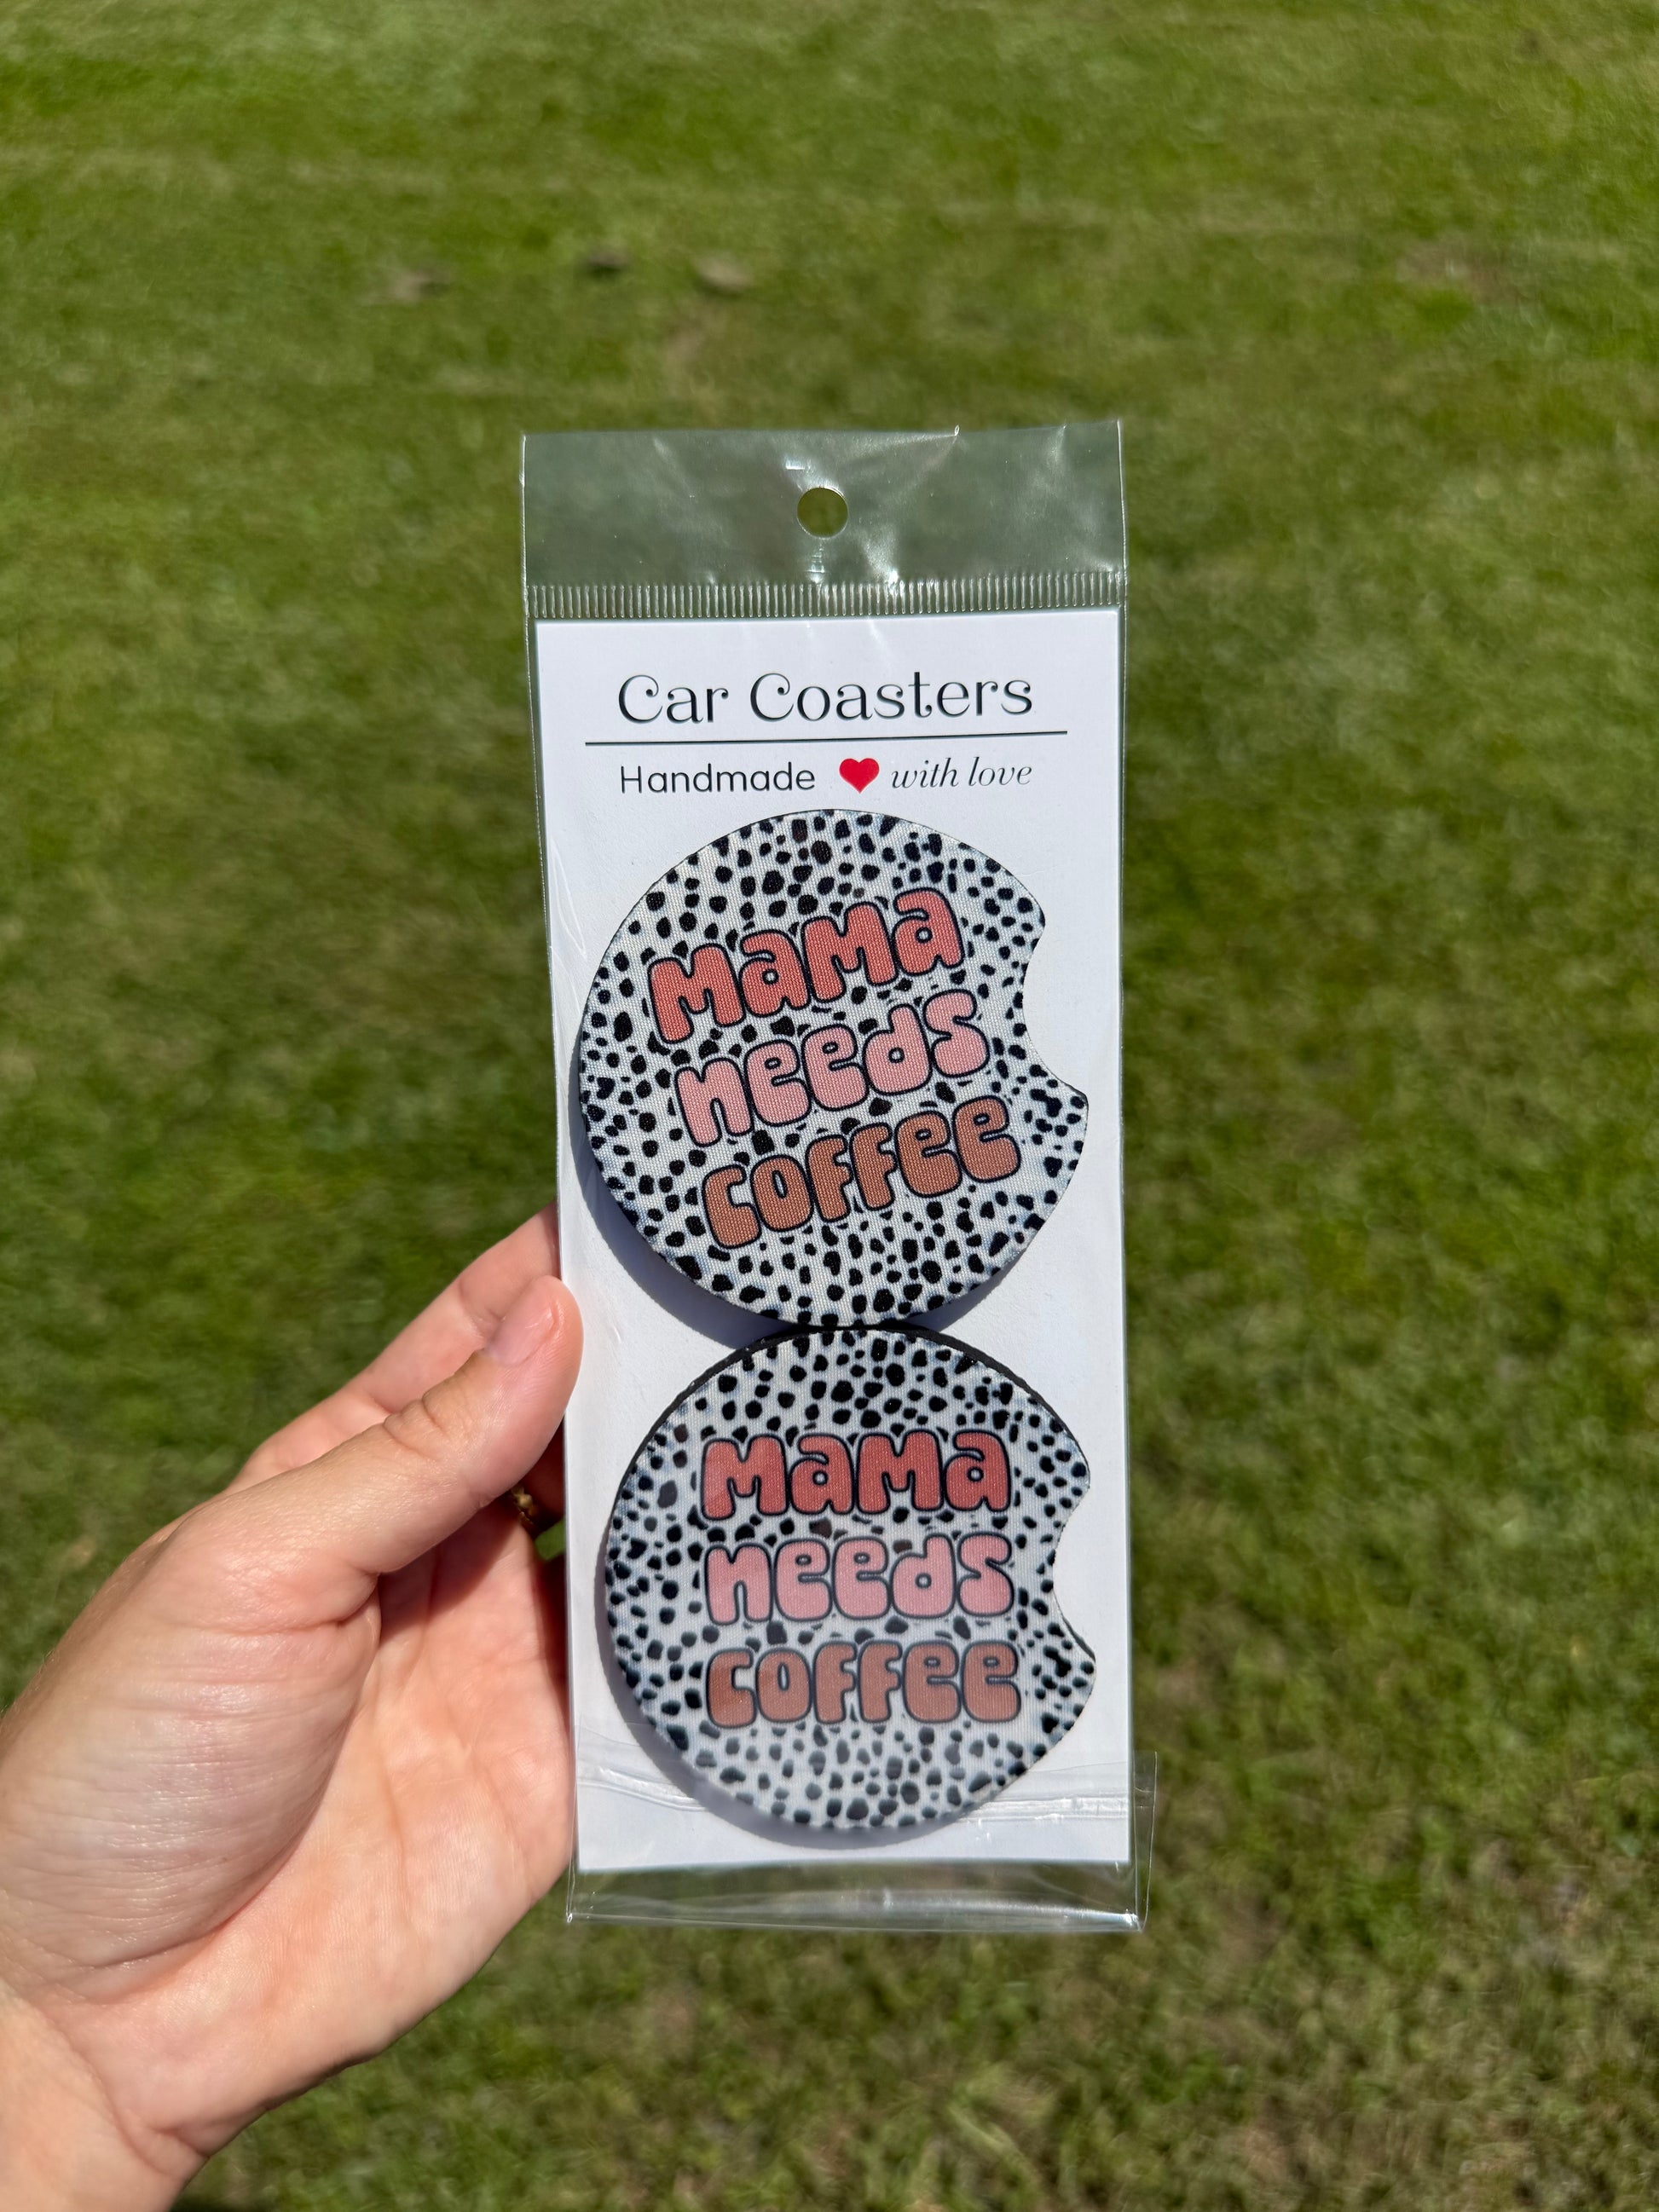 Car Coasters
Handmade ❤ with love
Mama
needs
coffee
Mama
needs
coffee